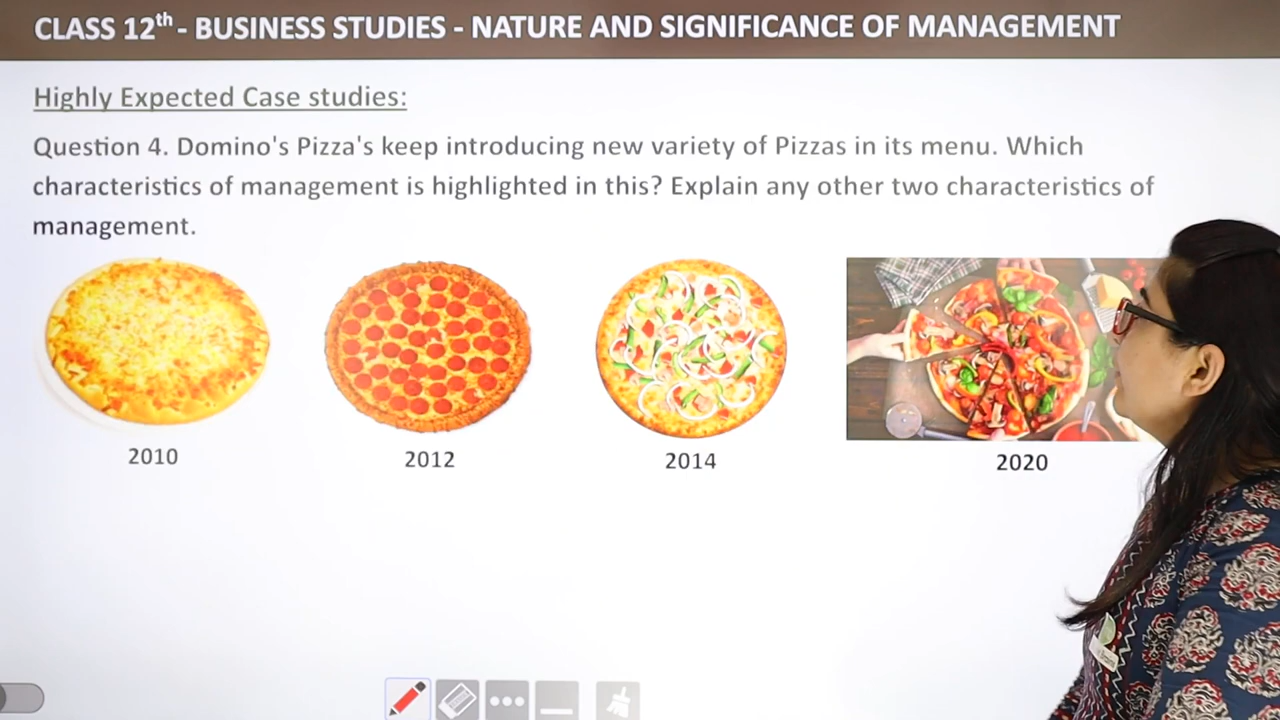 CLASS 12th - BUSINESS STUDIES - NATURE AND SIGNIFICANCE OF MANAGEMENT
Highly Expected Case studies:
Question 4. Domino's Pizza's keep introducing new variety of Pizzas in its menu. Which
characteristics of management is highlighted in this? Explain any other two characteristics of
management.
2010
2012
2014
2020